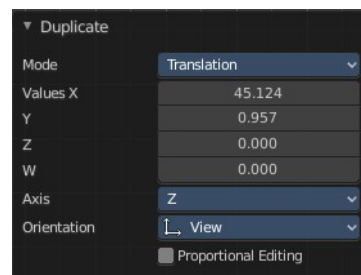 Duplicate
Mode Translation
Values X 45.124
Y 0.957
Z 0.000
W 0.000
Axis Z
Orientation View
Proportional Editing